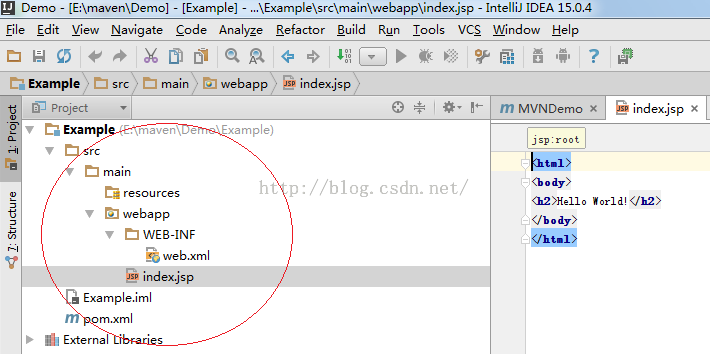 Demo - [E:\maven\Demo] - [Example] - ...\Example\src\main\webapp\index.jsp - IntelliJ IDEA 15.0.4
File Edit View Navigate Code Analyze Refactor Build Run Tools VCS Window Help
Example src main webapp index.jsp
1: Project
7: Structure
Project
Example (E:\maven\Demo\Example)
src
main
resources
webapp
WEB-INF
web.xml
index.jsp
Example.iml
pom.xml
External Libraries
http://blog.csdn.net/
MVNDemo index.jsp
jsp:root
<html>
<body>
<h2>Hello World!</h2>
</body>
</html>